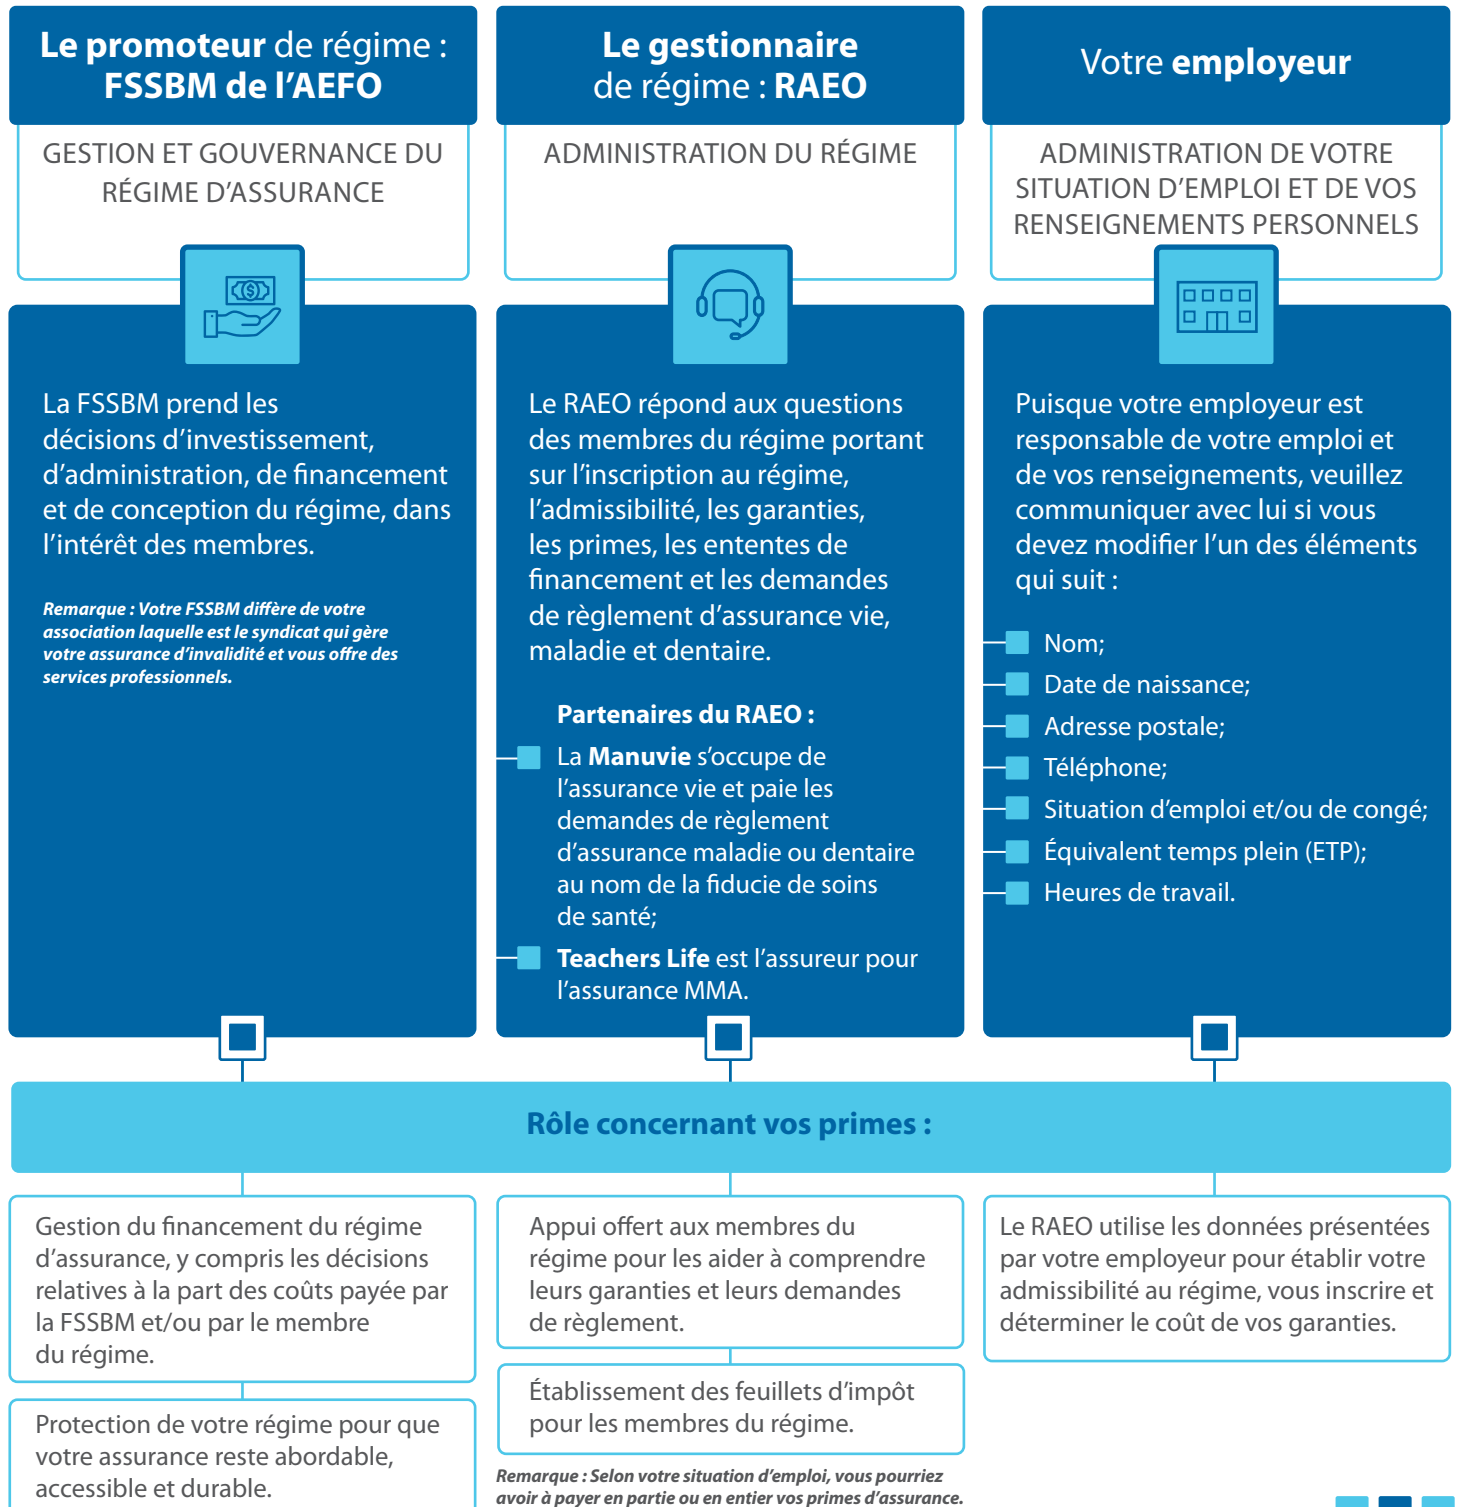 Le promoteur de régime :
FSSBM de l'AEFO
GESTION ET GOUVERNANCE DU
RÉGIME D'ASSURANCE
La FSSBM prend les
décisions d'investissement,
d'administration, de financement
et de conception du régime, dans
l'intérêt des membres.
Remarque : Votre FSSBM diffère de votre
association laquelle est le syndicat qui gère
votre assurance d'invalidité et vous offre des
services professionnels.
Le gestionnaire
de régime : RAEO
ADMINISTRATION DU RÉGIME
Le RAEO répond aux questions
des membres du régime portant
sur l'inscription au régime,
l'admissibilité, les garanties,
les primes, les ententes de
financement et les demandes
de règlement d'assurance vie,
maladie et dentaire.
Partenaires du RAEO :
La Manuvie s'occupe de
l'assurance vie et paie les
demandes de règlement
d'assurance maladie ou dentaire
au nom de la fiducie de soins
de santé;
Teachers Life est l'assureur pour
l'assurance MMA.
Votre employeur
ADMINISTRATION DE VOTRE
SITUATION D'EMPLOI ET DE VOS
RENSEIGNEMENTS PERSONNELS
Puisque votre employeur est
responsable de votre emploi et
de vos renseignements, veuillez
communiquer avec lui si vous
devez modifier l'un des éléments
qui suit :
Nom;
Date de naissance;
Adresse postale;
Téléphone;
Situation d'emploi et/ou de congé;
Équivalent temps plein (ETP);
Heures de travail.
Rôle concernant vos primes :
Gestion du financement du régime
d'assurance, y compris les décisions
relatives à la part des coûts payée par
la FSSBM et/ou par le membre
du régime.
Protection de votre régime pour que
votre assurance reste abordable,
accessible et durable.
Appui offert aux membres du
régime pour les aider à comprendre
leurs garanties et leurs demandes
de règlement.
Établissement des feuillets d'impôt
pour les membres du régime.
Remarque : Selon votre situation d'emploi, vous pourriez
avoir à payer en partie ou en entier vos primes d'assurance.
Le RAEO utilise les données présentées
par votre employeur pour établir votre
admissibilité au régime, vous inscrire et
déterminer le coût de vos garanties.